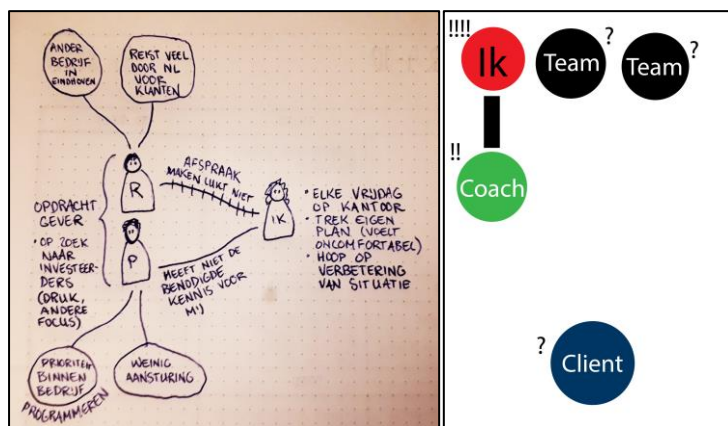 ANDER
BEDRIJF
IN
EINDHOVEN
REIST VEEL
DOOR NL
VOOR
KLANTEN
R
AFSPRAAK
MAKEN LUKT NIET
IK
OPDRACHT
GEVER
• OP ZOEK
NAAR
INVESTEER-
DERS
(DRUK,
ANDERE
FOCUS)
P
HEEFT NIET DE
BENODIGDE
KENNIS VOOR
M'J
• ELKE VRIJDAG
OP KANTOOR
• TREK EIGEN
PLAN (VOELT
ONCOMFORTABEL)
• HOOP OP
VERBETERING
VAN SITUATIE
PRIORITEIT
BINNEN
BEDRIJF
PROGRAMMEREN
WEINIG
AANSTURING
!!!!
Ik
Team
?
Team
?
!!
Coach
?
Client